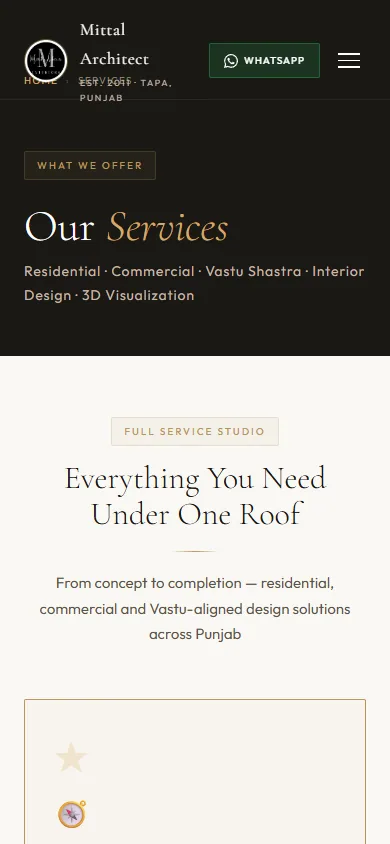 Mittal
Architect
EST. 2011 · TAPA,
PUNJAB
M
WHATSAPP
HOME › SERVICES
WHAT WE OFFER
Our Services
Residential · Commercial · Vastu Shastra · Interior
Design · 3D Visualization
FULL SERVICE STUDIO
Everything You Need
Under One Roof
From concept to completion — residential,
commercial and Vastu-aligned design solutions
across Punjab